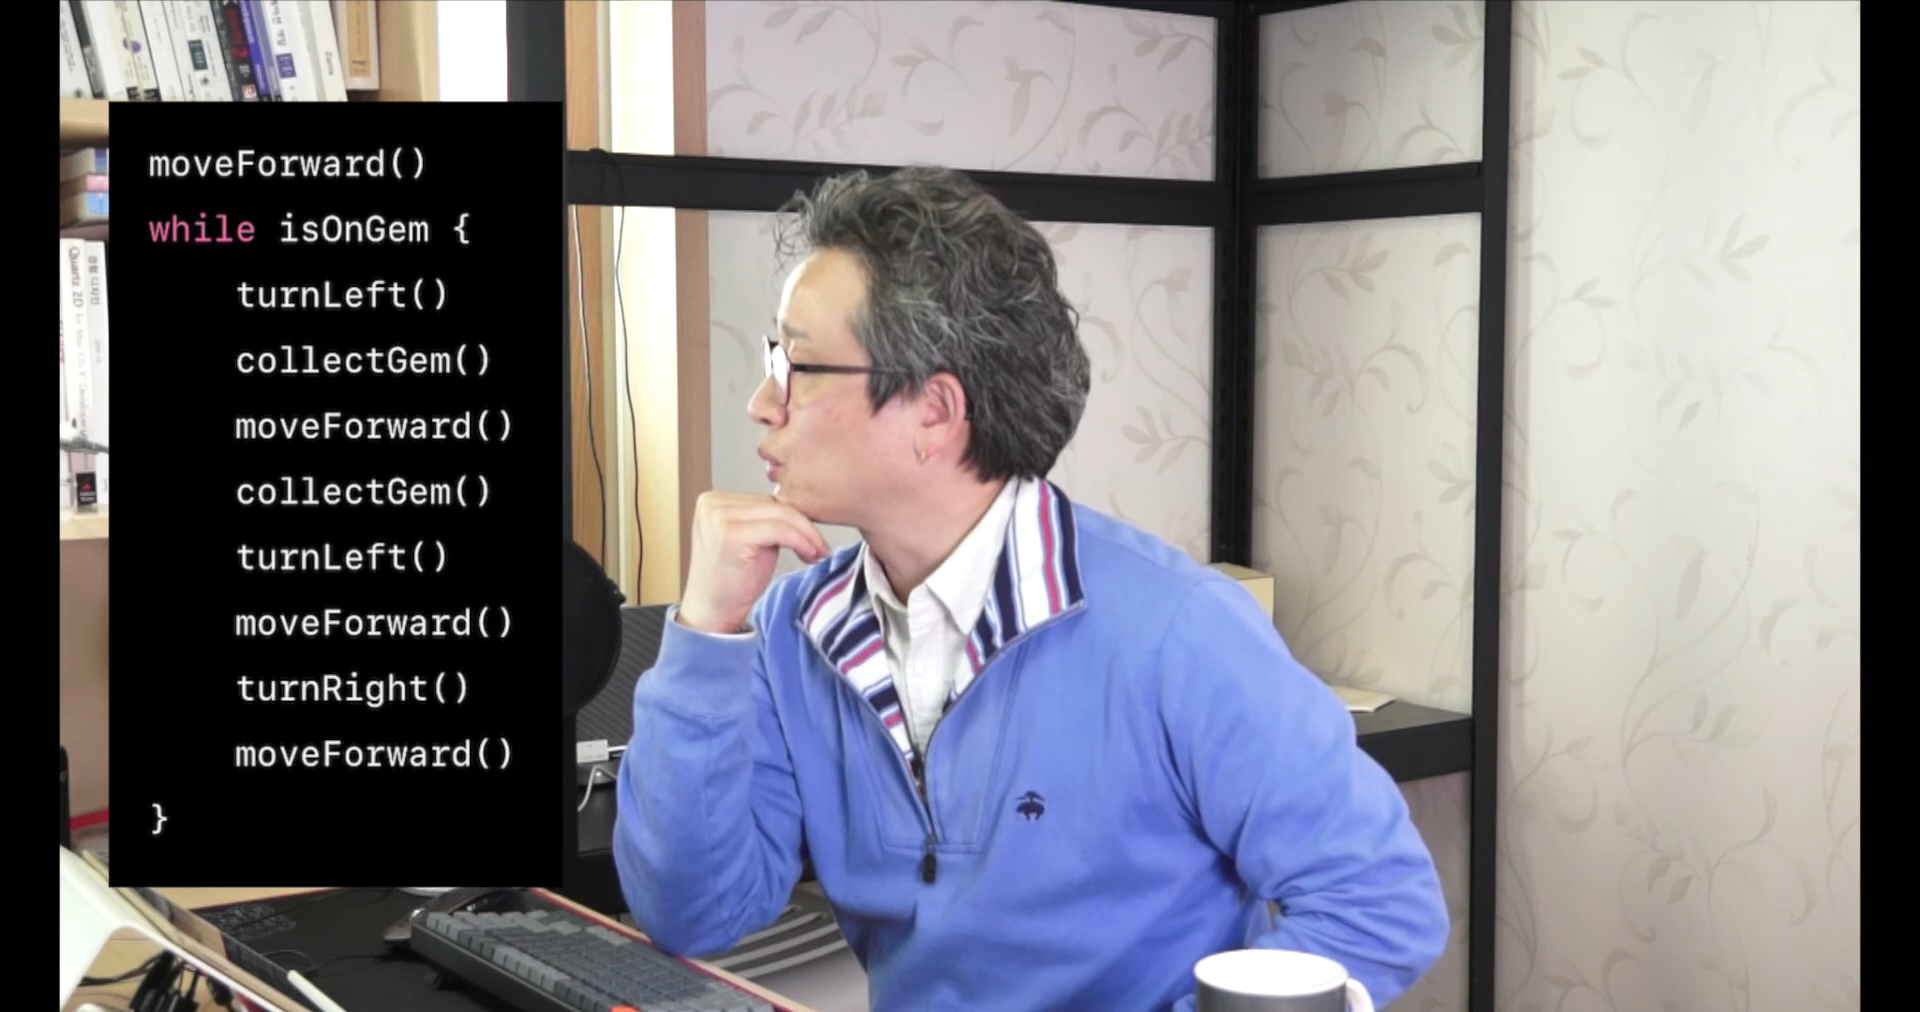 moveForward()
while isOnGem {
turnLeft()
collectGem()
moveForward()
collectGem()
turnLeft()
moveForward()
turnRight()
moveForward()
}